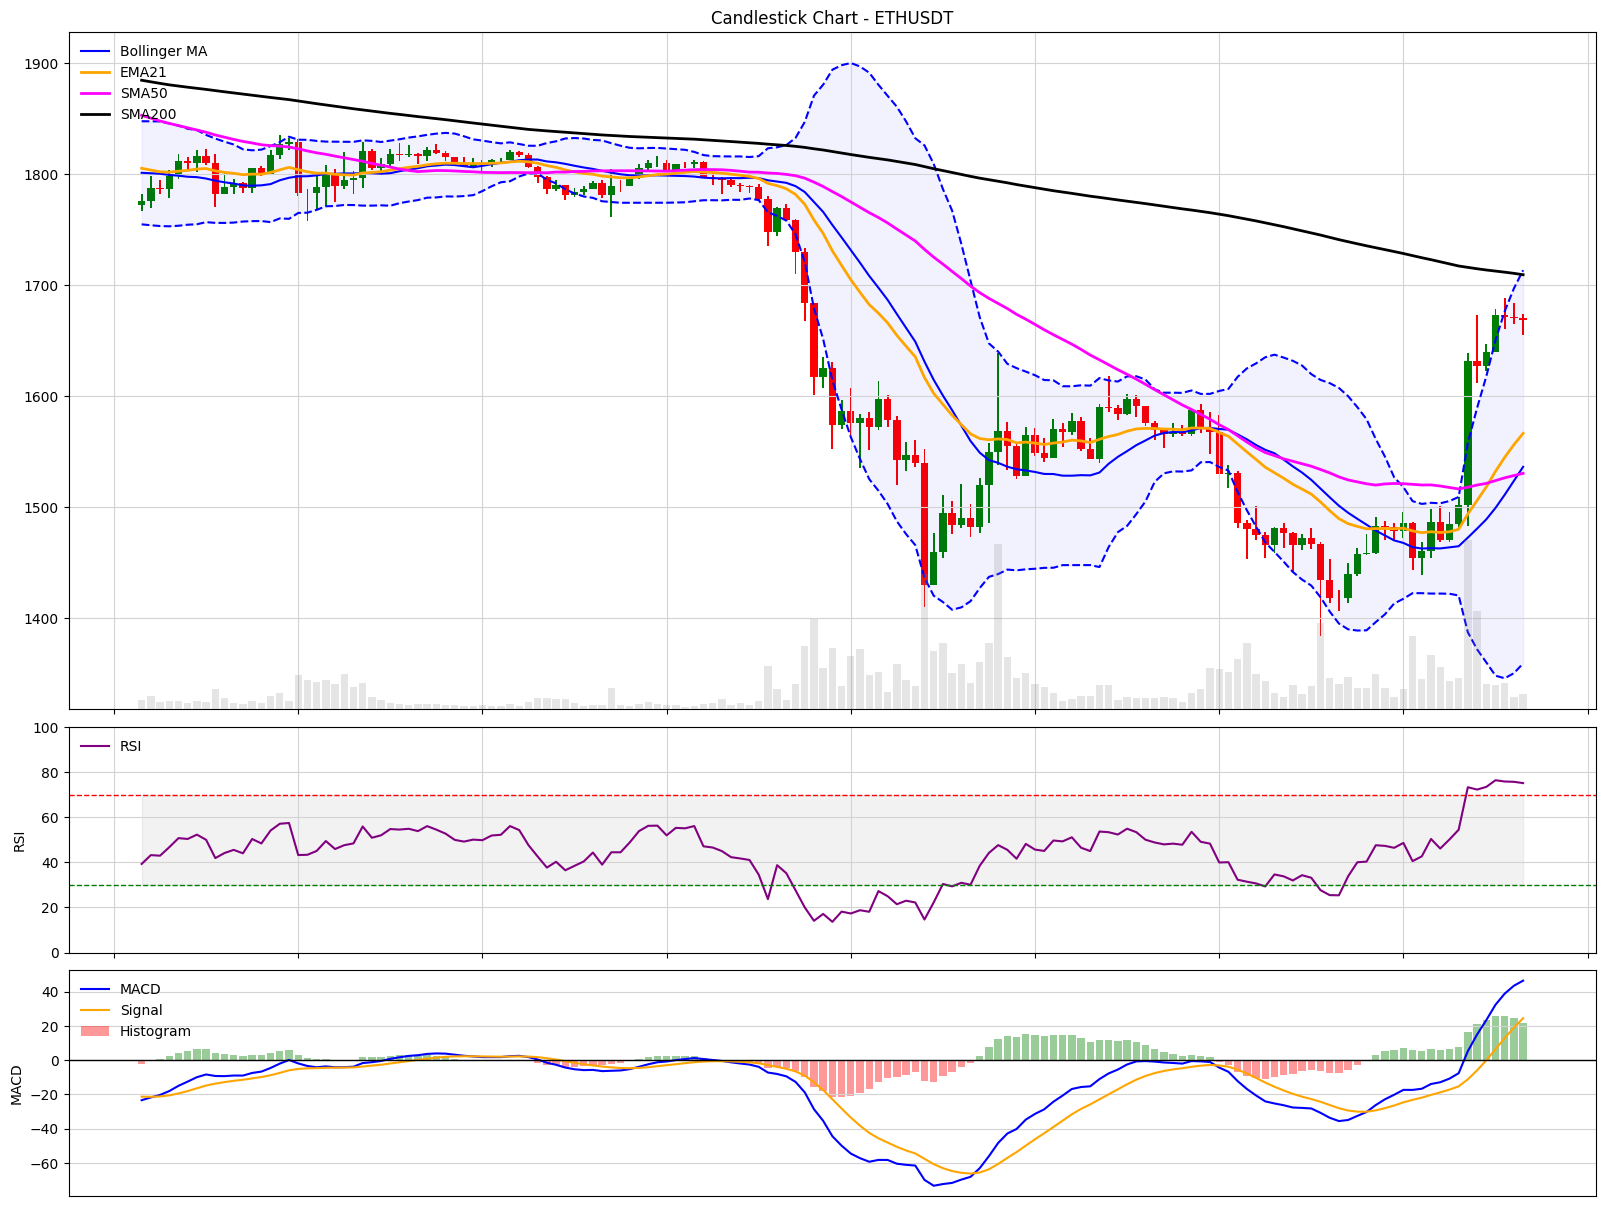 Candlestick Chart - ETHUSDT
Bollinger MA
EMA21
SMA50
SMA200
1900
1800
1700
1600
1500
1400
RSI
100
80
60
40
20
0
RSI
MACD
Signal
Histogram
40
20
0
−20
−40
−60
MACD